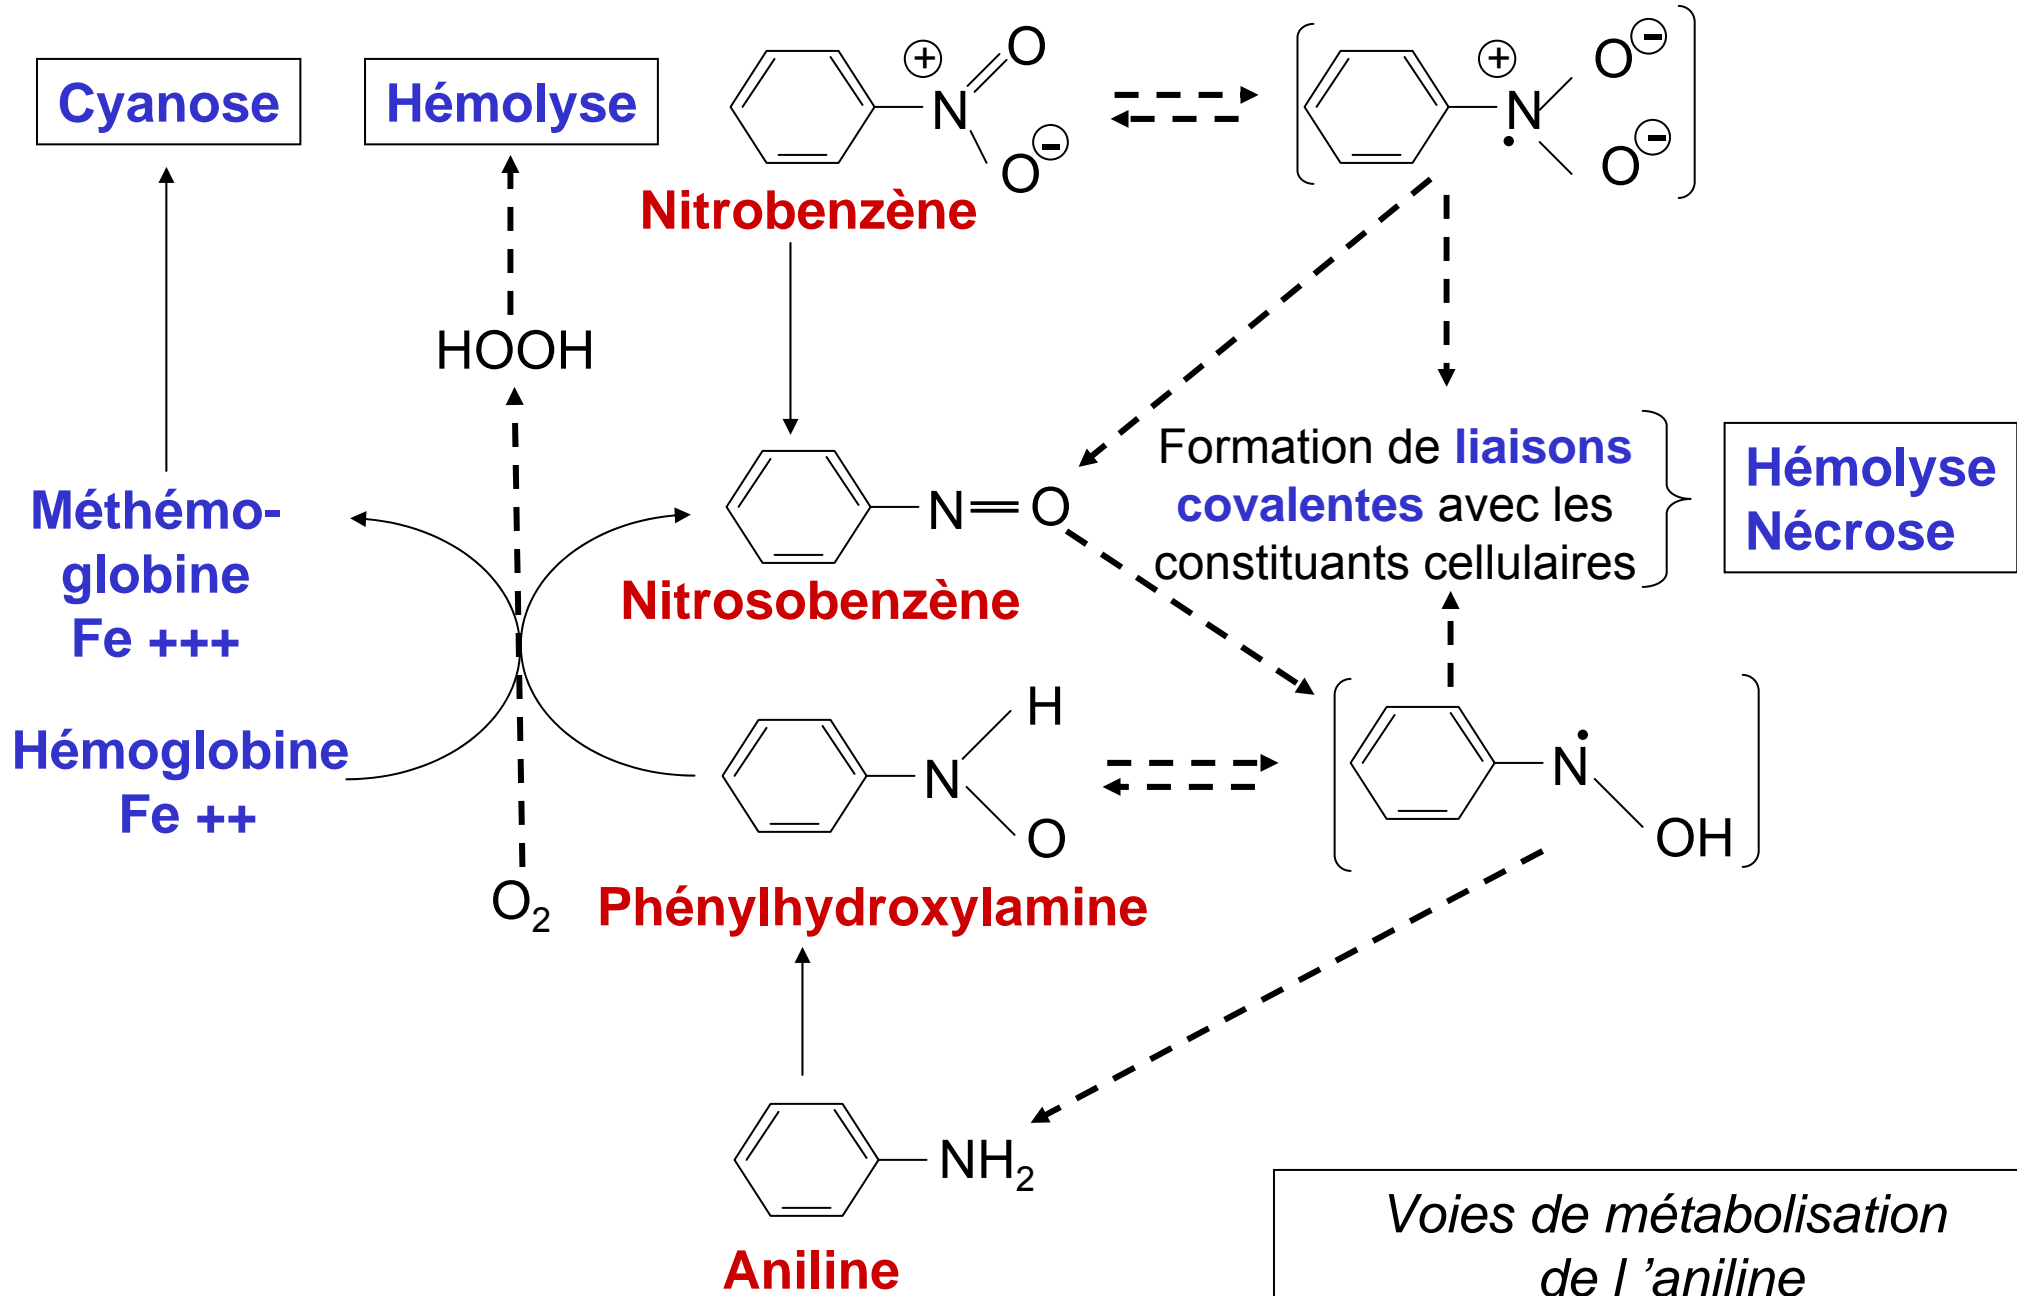 Cyanose
Hémolyse
N
+
O
O
-
Nitrobenzène
N
+
O
-
O
-
HOOH
Formation de liaisons
covalentes avec les
constituants cellulaires
Hémolyse
Nécrose
Méthémo-
globine
Fe +++
N
O
Nitrosobenzène
Hémoglobine
Fe ++
H
N
O
Phénylhydroxylamine
N
OH
O2
NH2
Aniline
Voies de métabolisation
de l ’aniline